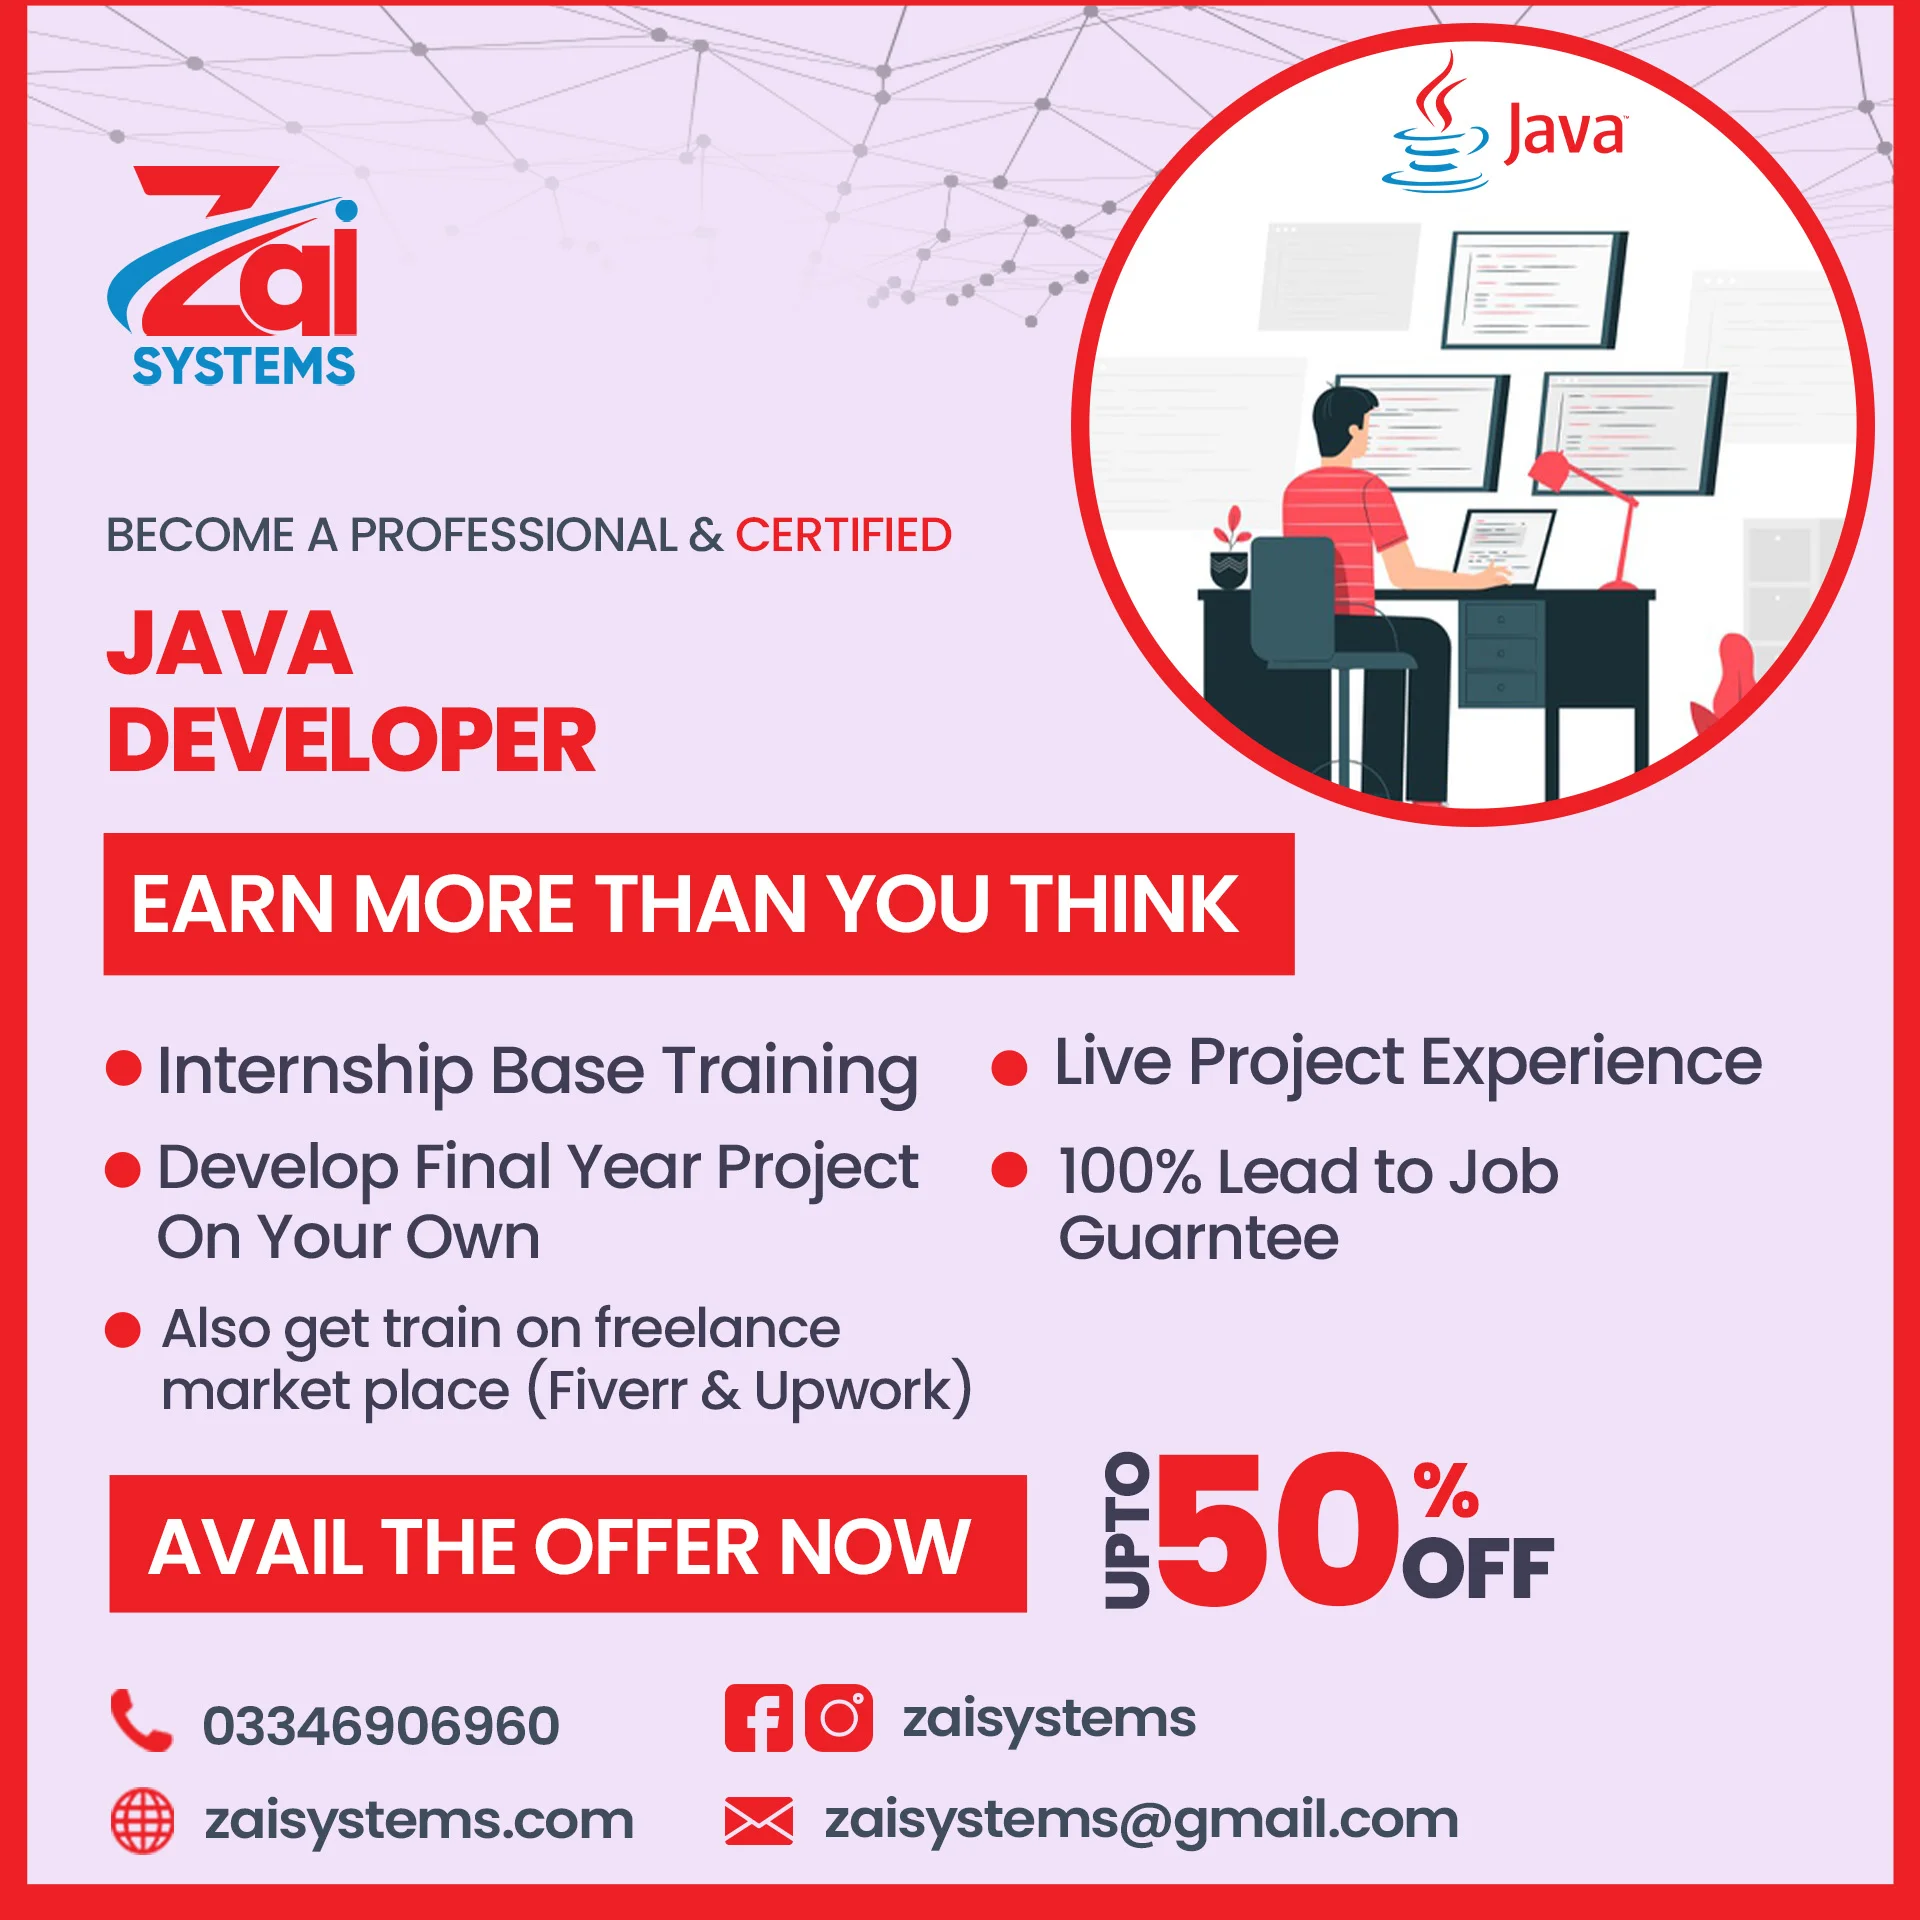 Java™
Zai
SYSTEMS
BECOME A PROFESSIONAL & CERTIFIED
JAVA
DEVELOPER
EARN MORE THAN YOU THINK
Internship Base Training
Develop Final Year Project
On Your Own
Also get train on freelance
market place (Fiverr & Upwork)
Live Project Experience
100% Lead to Job
Guarntee
AVAIL THE OFFER NOW
UPTO
50%
OFF
03346906960
zaisystems
zaisystems.com
zaisystems@gmail.com